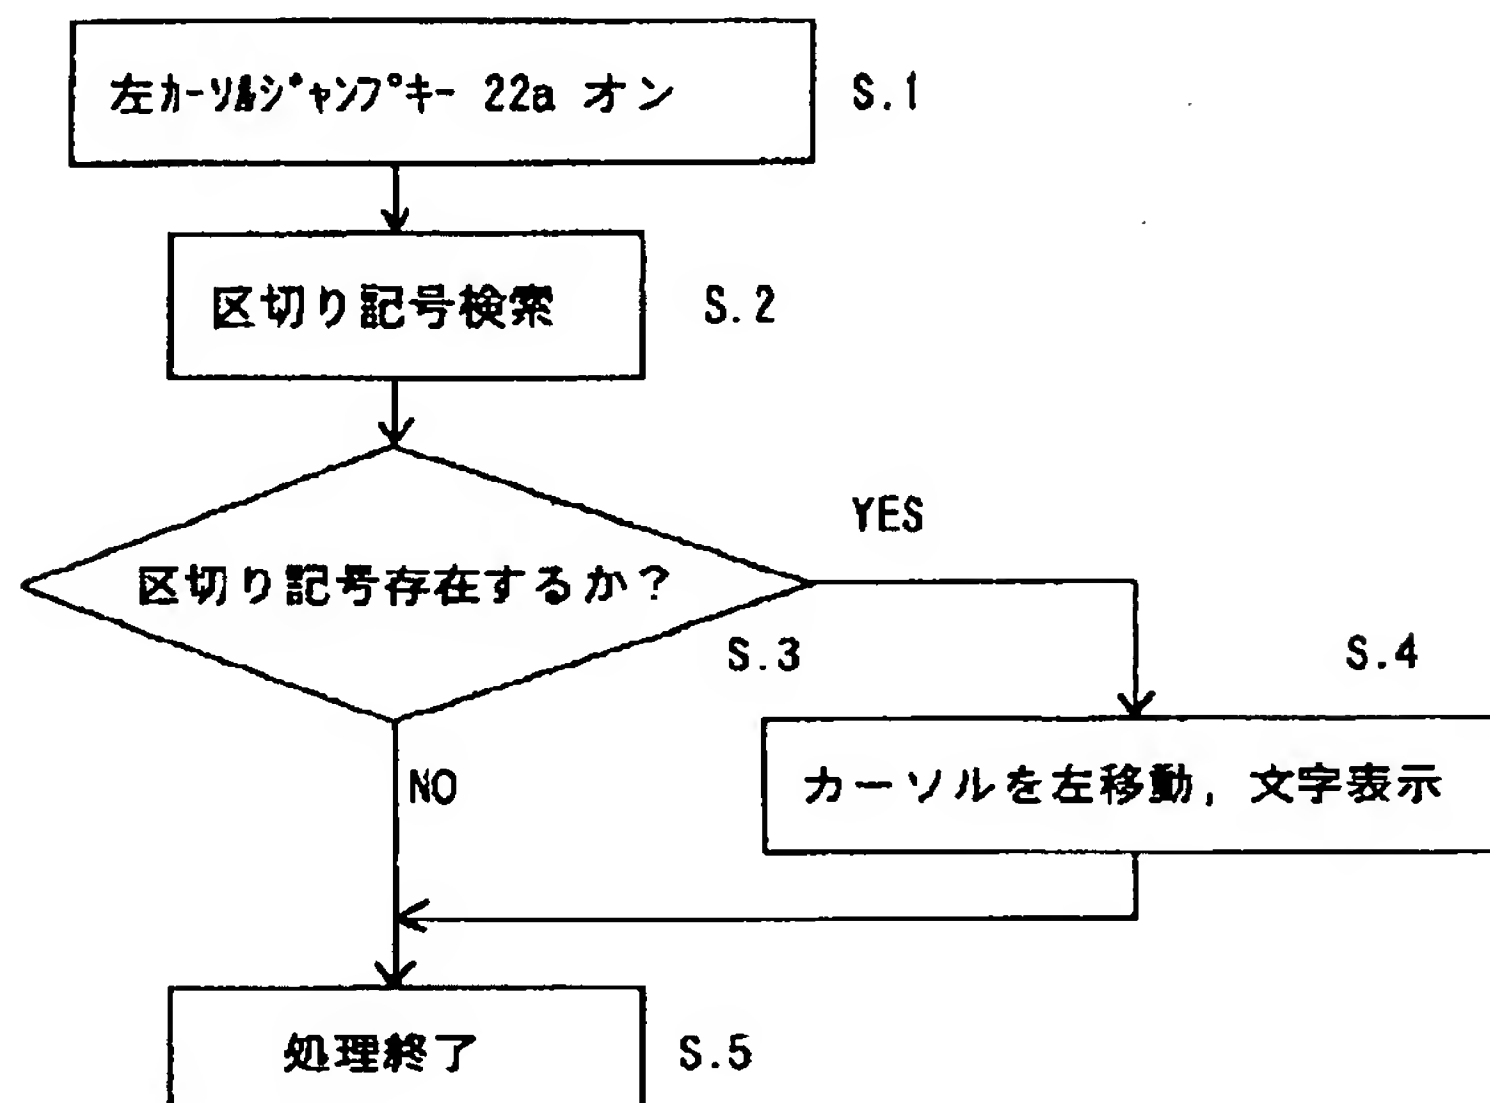 左ｶｰｿﾙｼﾞｬﾝﾌﾟｷｰ 22a オン S.1
区切り記号検索 S.2
YES
区切り記号存在するか？
S.3 S.4
NO
カーソルを左移動，文字表示
処理終了 S.5